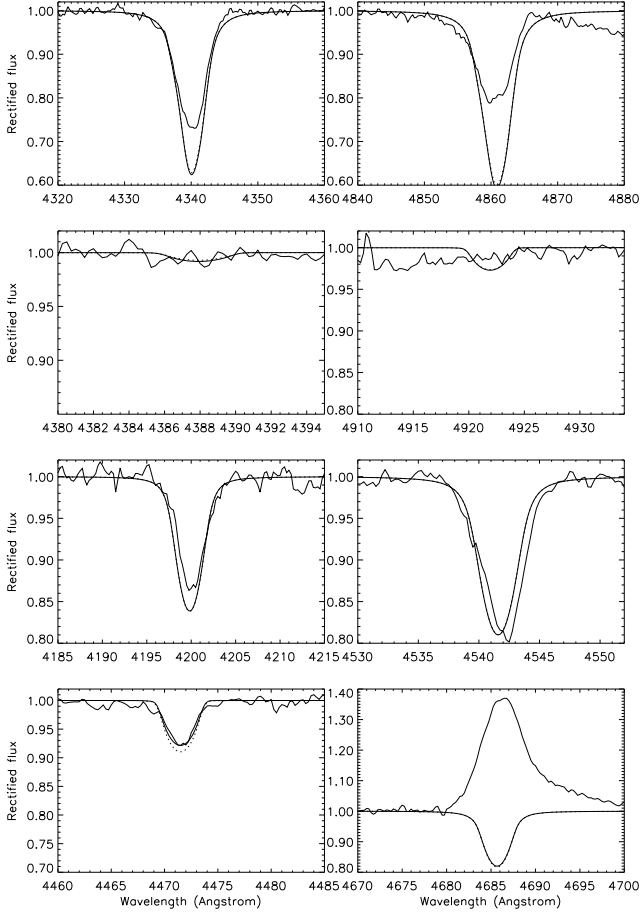 1.00 1.00
0.90 0.90
Rectified flux
0.80 0.80
0.70 0.70
0.60 0.60
4320 4330 4340 4350 4360 4840 4850 4860 4870 4880
1.00 1.00
0.95 0.95
Rectified flux
0.90 0.90
0.85
0.80
4380 4382 4384 4386 4388 4390 4392 4394 4910 4915 4920 4925 4930
1.00 1.00
0.95 0.95
Rectified flux
0.90 0.90
0.85 0.85
0.80 0.80
4185 4190 4195 4200 4205 4210 4215 4530 4535 4540 4545 4550
1.00 1.40
0.95 1.30
0.90 1.20
Rectified flux
0.85 1.10
0.80 1.00
0.75 0.90
0.70 0.80
4460 4465 4470 4475 4480 4485 4670 4675 4680 4685 4690 4695 4700
Wavelength (Angstrom) Wavelength (Angstrom)